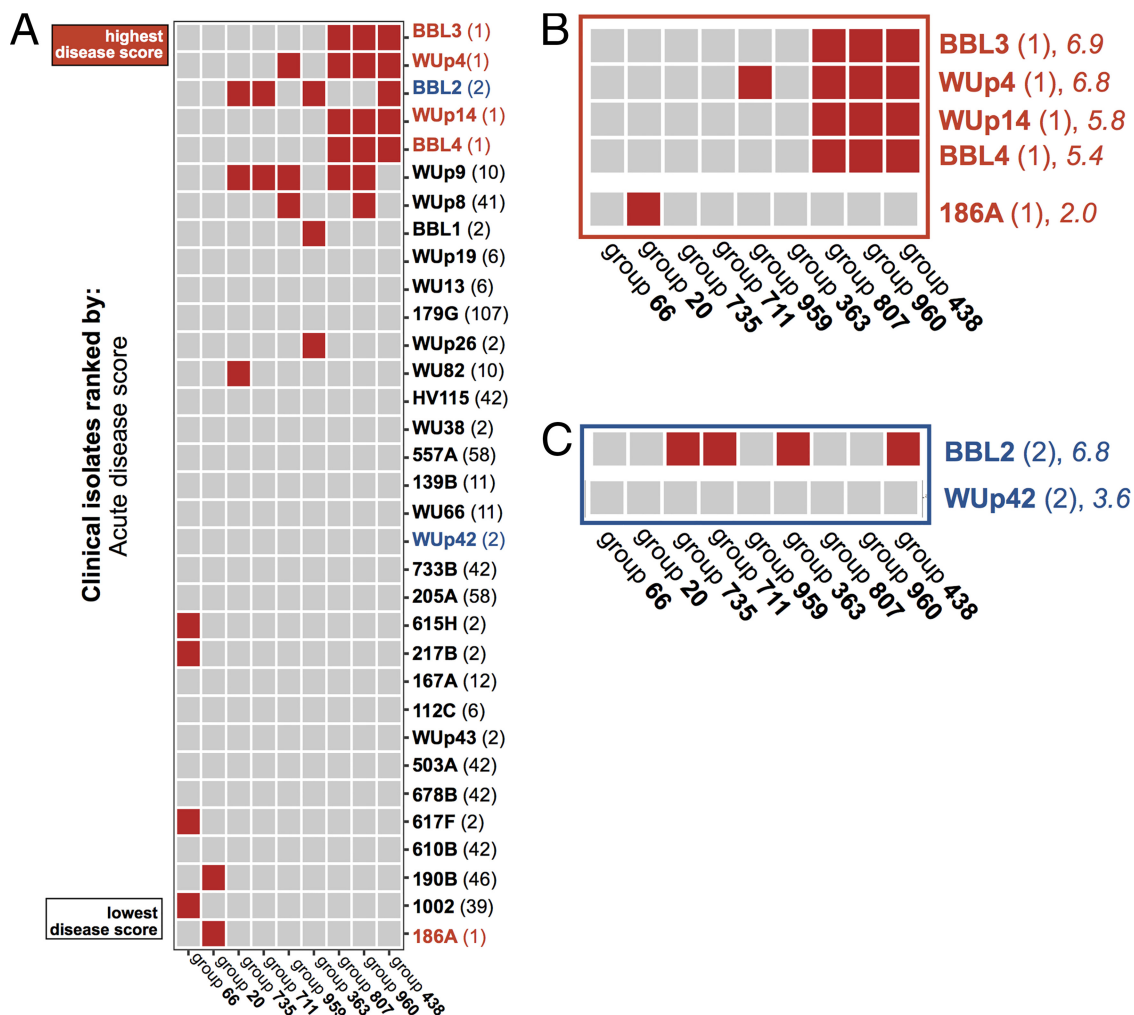 A
highest
disease score
Clinical isolates ranked by:
Acute disease score
lowest
disease score
BBL3 (1)
WUp4(1)
BBL2 (2)
WUp14 (1)
BBL4 (1)
WUp9 (10)
WUp8 (41)
BBL1 (2)
WUp19 (6)
WU13 (6)
179G (107)
WUp26 (2)
WU82 (10)
HV115 (42)
WU38 (2)
557A (58)
139B (11)
WU66 (11)
WUp42 (2)
733B (42)
205A (58)
615H (2)
217B (2)
167A (12)
112C (6)
WUp43 (2)
503A (42)
678B (42)
617F (2)
610B (42)
190B (46)
1002 (39)
186A (1)
group 66
group 20
group 735
group 711
group 959
group 363
group 807
group 960
group 438
B
BBL3 (1), 6.9
WUp4 (1), 6.8
WUp14 (1), 5.8
BBL4 (1), 5.4
186A (1), 2.0
group 66
group 20
group 735
group 711
group 959
group 363
group 807
group 960
group 438
C
BBL2 (2), 6.8
WUp42 (2), 3.6
group 66
group 20
group 735
group 711
group 959
group 363
group 807
group 960
group 438